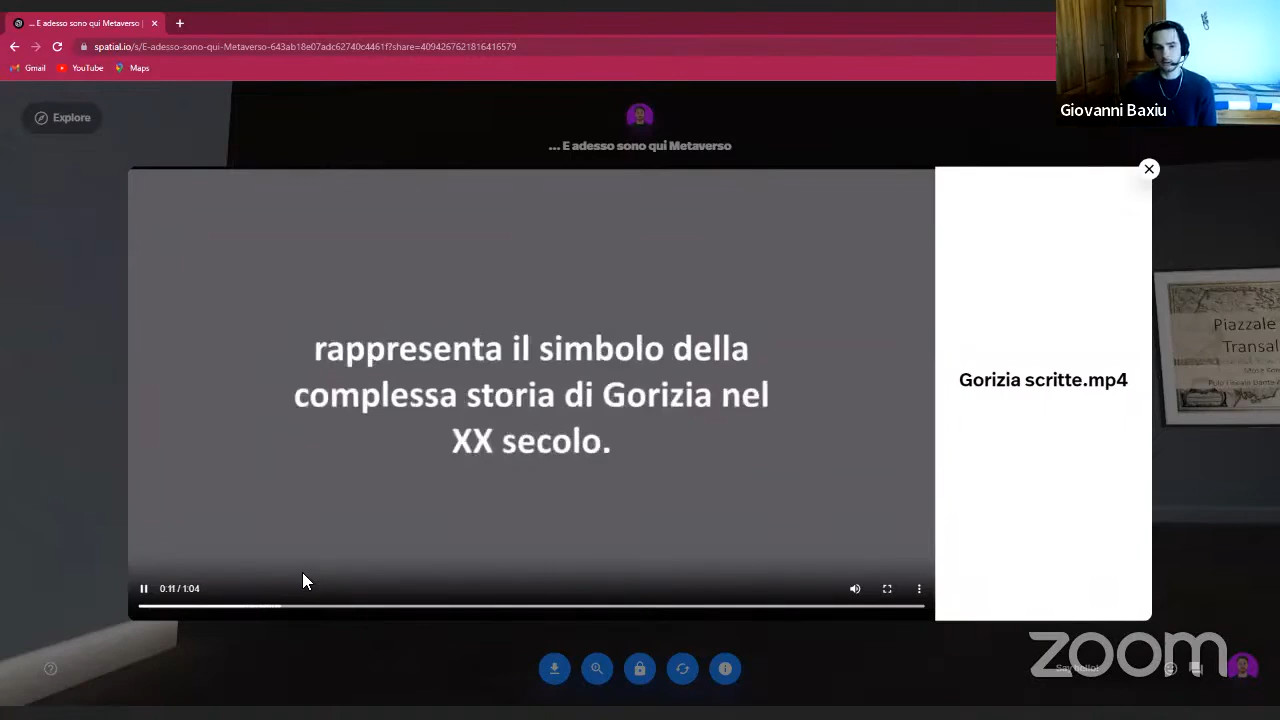 ... E adesso sono qui Metaverso |
spatial.io/s/E-adesso-sono-qui-Metaverso-643ab18e07adc62740c4461f?share=4094267621816416579
Gmail YouTube Maps
Giovanni Baxiu
Explore
... E adesso sono qui Metaverso
rappresenta il simbolo della
complessa storia di Gorizia nel
XX secolo.
Gorizia scritte.mp4
Piazzale
Transal
0:11 / 1:04
Say hello!
zoom